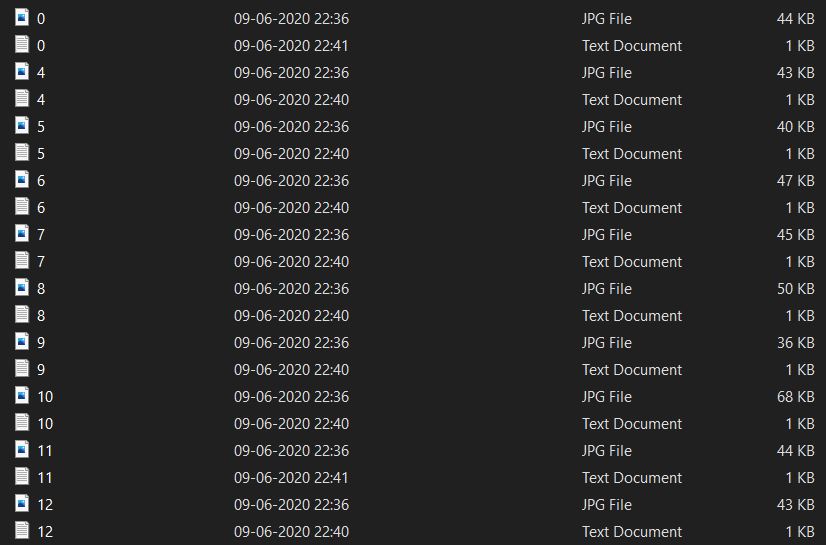 0 09-06-2020 22:36 JPG File 44 KB
0 09-06-2020 22:41 Text Document 1 KB
4 09-06-2020 22:36 JPG File 43 KB
4 09-06-2020 22:40 Text Document 1 KB
5 09-06-2020 22:36 JPG File 40 KB
5 09-06-2020 22:40 Text Document 1 KB
6 09-06-2020 22:36 JPG File 47 KB
6 09-06-2020 22:40 Text Document 1 KB
7 09-06-2020 22:36 JPG File 45 KB
7 09-06-2020 22:40 Text Document 1 KB
8 09-06-2020 22:36 JPG File 50 KB
8 09-06-2020 22:40 Text Document 1 KB
9 09-06-2020 22:36 JPG File 36 KB
9 09-06-2020 22:40 Text Document 1 KB
10 09-06-2020 22:36 JPG File 68 KB
10 09-06-2020 22:40 Text Document 1 KB
11 09-06-2020 22:36 JPG File 44 KB
11 09-06-2020 22:41 Text Document 1 KB
12 09-06-2020 22:36 JPG File 43 KB
12 09-06-2020 22:40 Text Document 1 KB